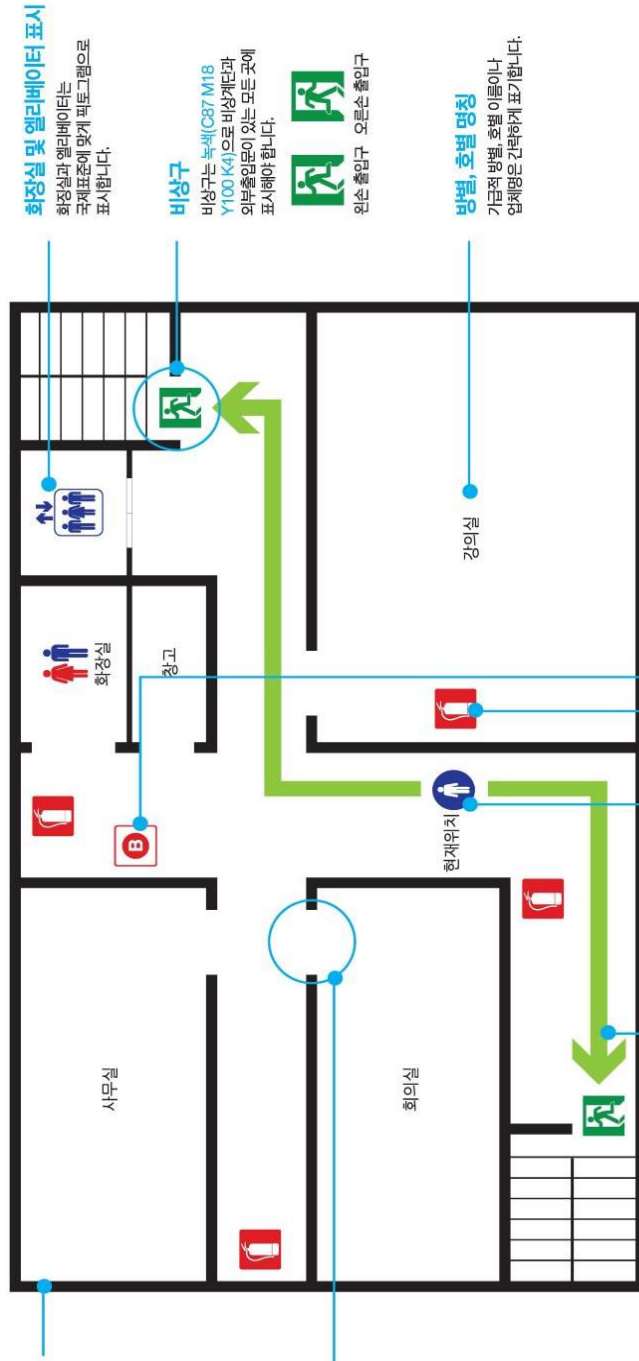 화장실 및 엘리베이터 표시
화장실과 엘리베이터는
국제표준에 맞게 픽토그램으로
표시합니다.
비상구
비상구는 녹색(C87 M18
Y100 K4)으로 비상계단과
외부출입문이 있는 모든 곳에
표시해야 합니다.
왼손 출입구
오른손 출입구
방별, 호별 명칭
가급적 방별, 호별 이름이나
업체명은 간략하게 표기합니다.
화장실
창고
강의실
B
현재위치
사무실
회의실